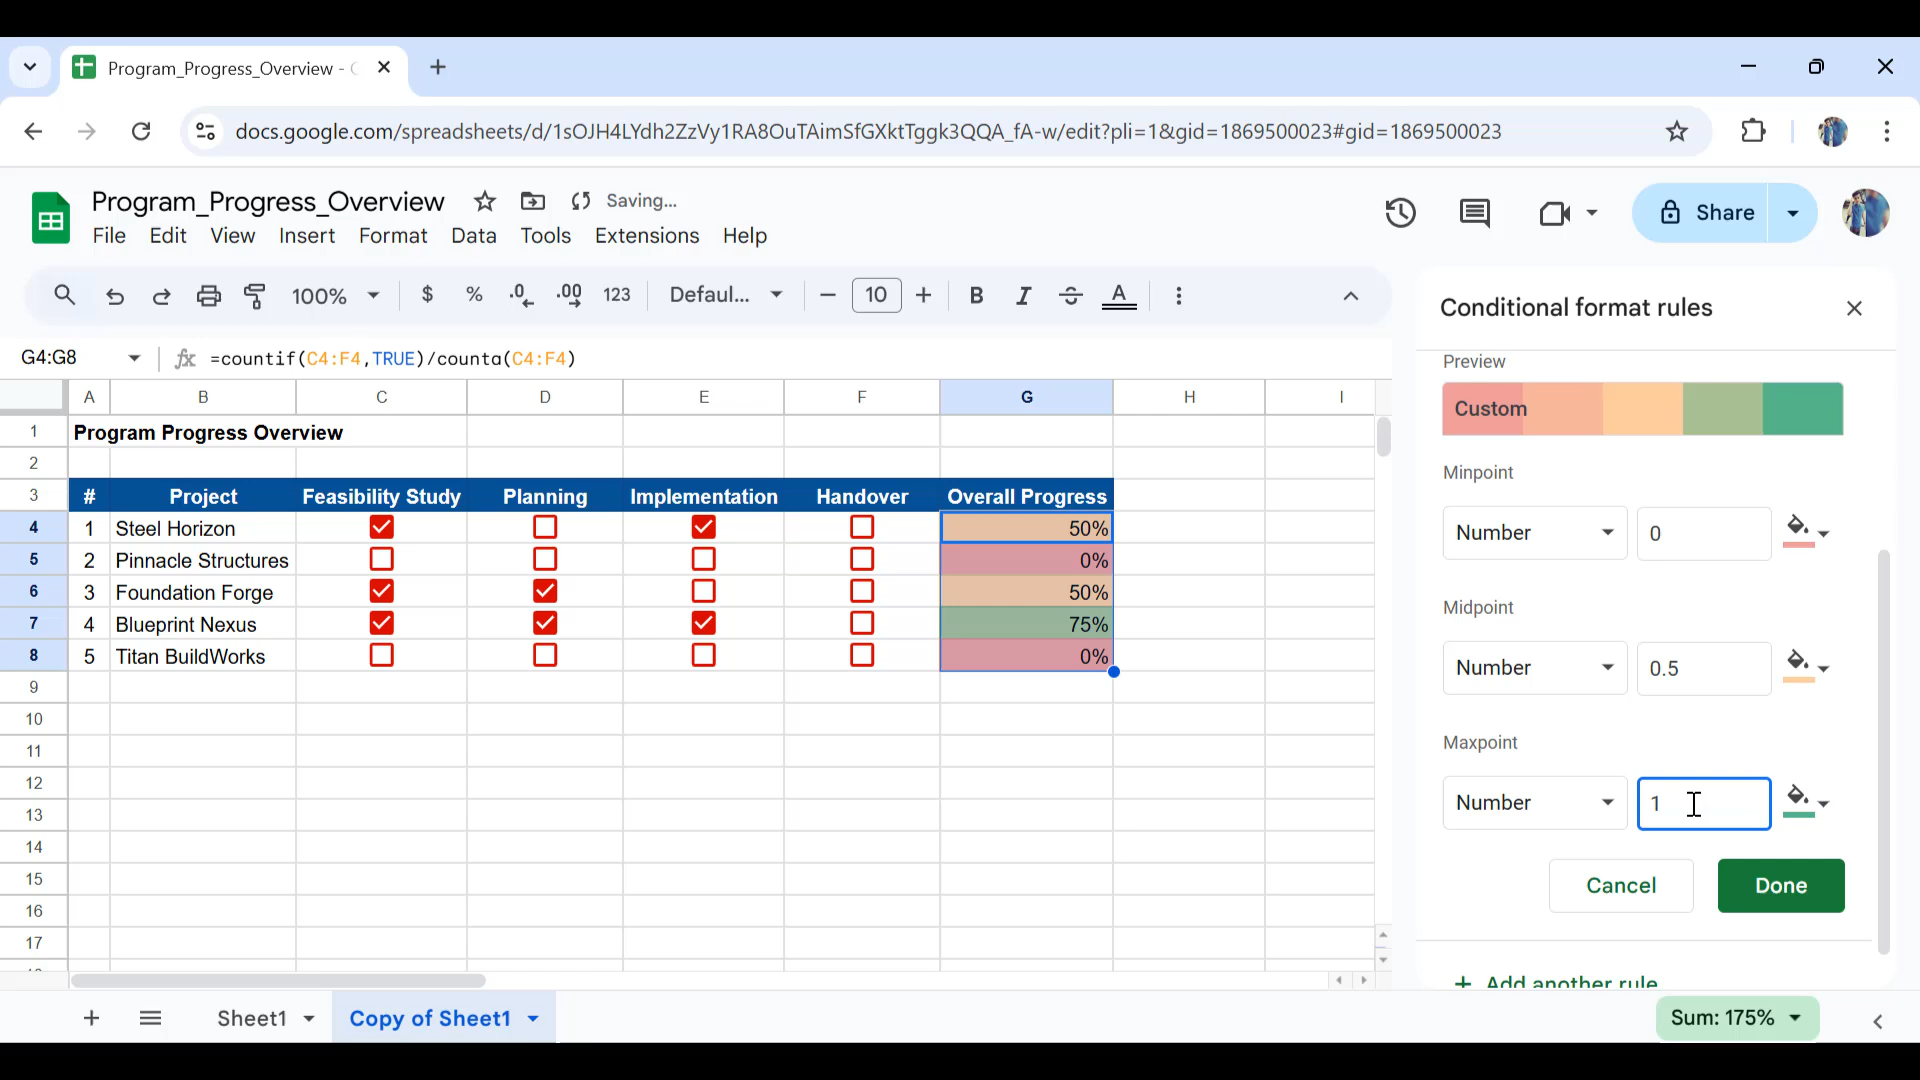 Program_Progress_Overview - C
docs.google.com/spreadsheets/d/1sOJH4LYdh2ZzVy1RA8OuTAimSfGXktTggk3QQA_fA-w/edit?pli=1&gid=1869500023#gid=1869500023
Program_Progress_Overview Saving...
File Edit View Insert Format Data Tools Extensions Help
Share
100% $ % .0 .00 123 Defaul... 10 B I S A
G4:G8 fx =countif(C4:F4,TRUE)/counta(C4:F4)
A B C D E F G H I
1 Program Progress Overview
2
3 # Project Feasibility Study Planning Implementation Handover Overall Progress
4 1 Steel Horizon 50%
5 2 Pinnacle Structures 0%
6 3 Foundation Forge 50%
7 4 Blueprint Nexus 75%
8 5 Titan BuildWorks 0%
9
10
11
12
13
14
15
16
17
Conditional format rules
Preview
Custom
Minpoint
Number 0
Midpoint
Number 0.5
Maxpoint
Number 1
Cancel Done
+ Add another rule
Sheet1 Copy of Sheet1 Sum: 175%